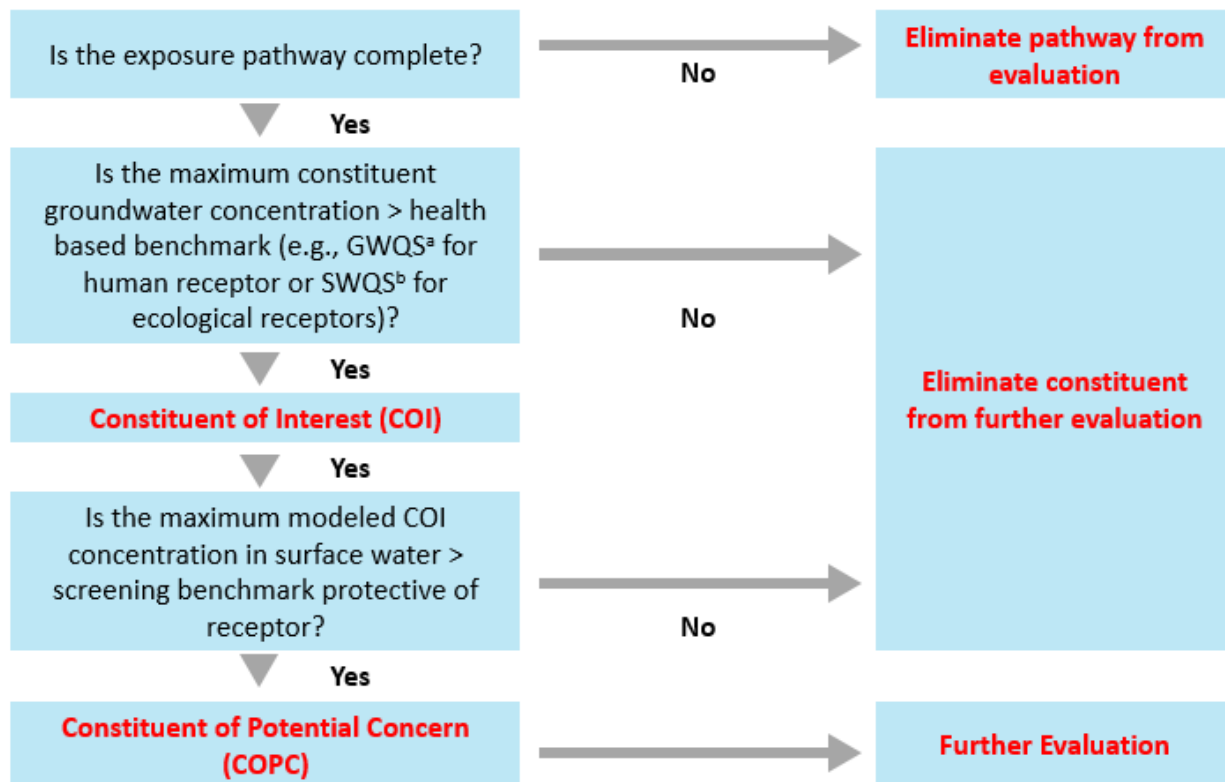 Is the exposure pathway complete?
No
Eliminate pathway from
evaluation
Yes
Is the maximum constituent
groundwater concentration > health
based benchmark (e.g., GWQSᵃ for
human receptor or SWQSᵇ for
ecological receptors)?
No
Eliminate constituent
from further evaluation
Yes
Constituent of Interest (COI)
Yes
Is the maximum modeled COI
concentration in surface water >
screening benchmark protective of
receptor?
No
Yes
Constituent of Potential Concern
(COPC)
Further Evaluation